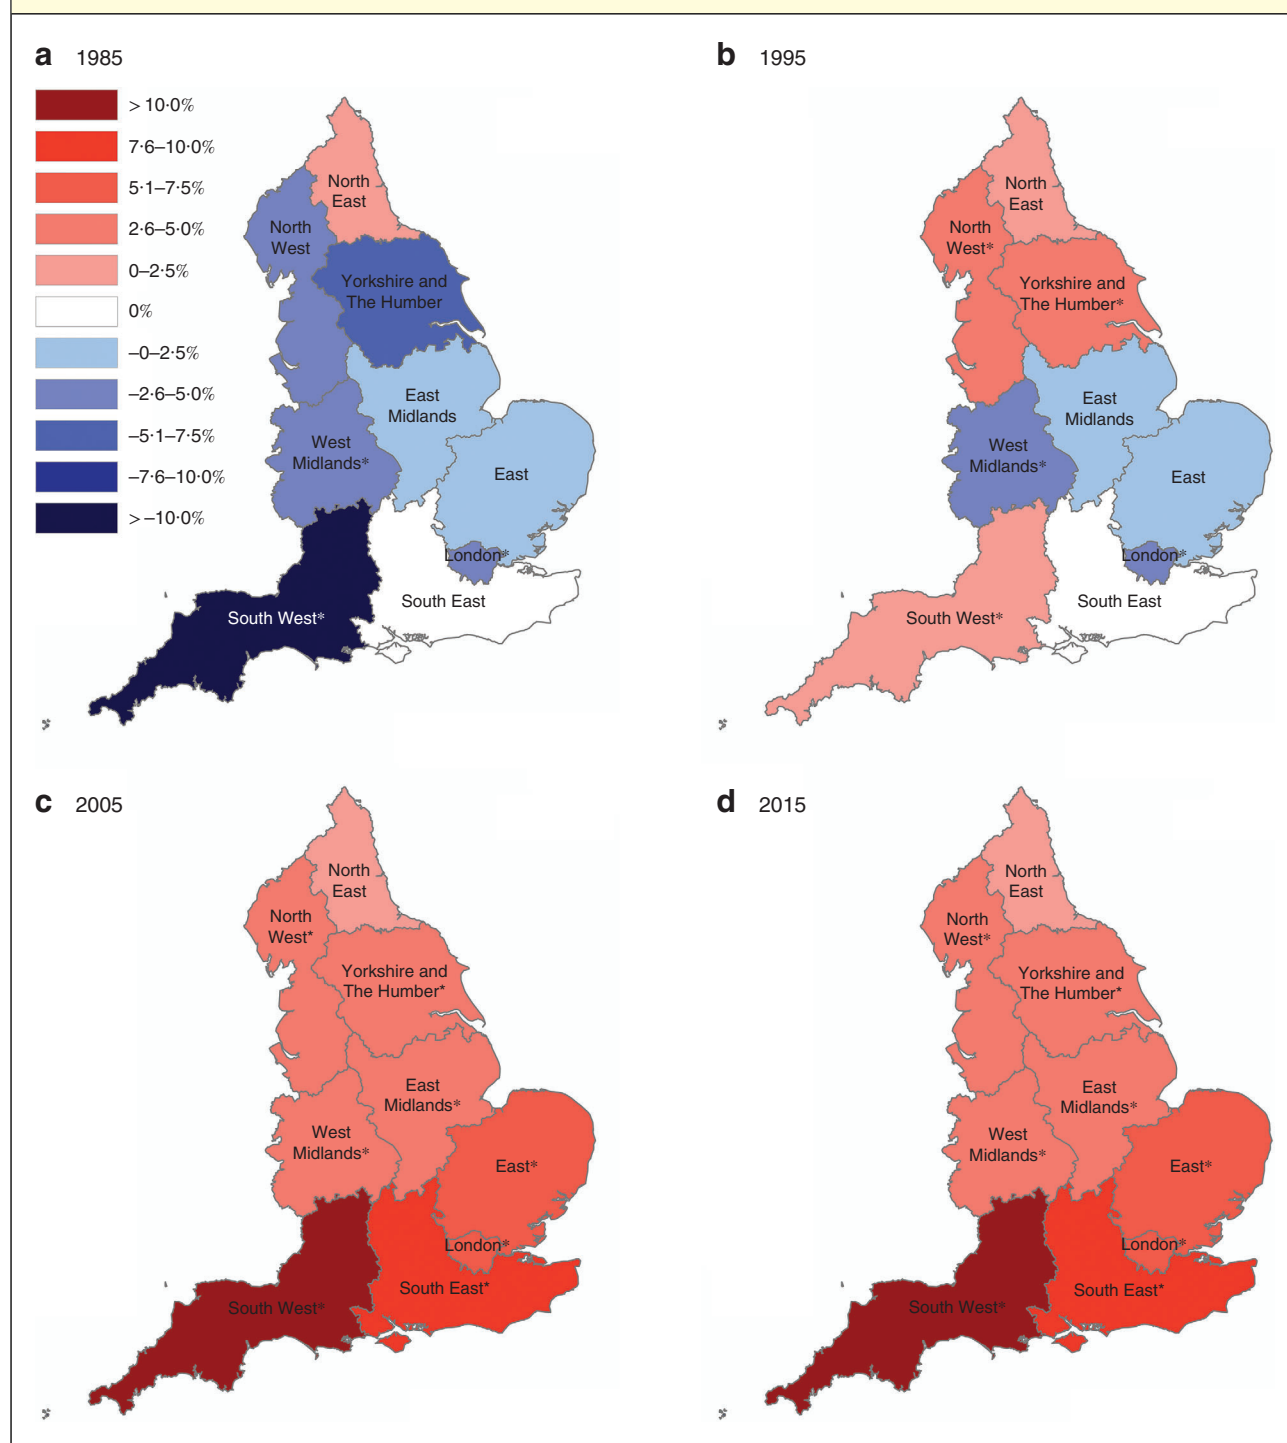 a 1985
> 10·0%
7·6–10·0%
5·1–7·5%
2·6–5·0%
0–2·5%
0%
–0–2·5%
–2·6–5·0%
–5·1–7·5%
–7·6–10·0%
> –10·0%
North
East
North
West
Yorkshire and
The Humber
East
Midlands
West
Midlands*
East
London*
South East
South West*
b 1995
North
East
North
West*
Yorkshire and
The Humber*
East
Midlands
West
Midlands*
East
London*
South East
South West*
c 2005
North
East
North
West*
Yorkshire and
The Humber*
East
Midlands*
West
Midlands*
East*
London*
South East*
South West*
d 2015
North
East
North
West*
Yorkshire and
The Humber*
East
Midlands*
West
Midlands*
East*
London*
South East*
South West*